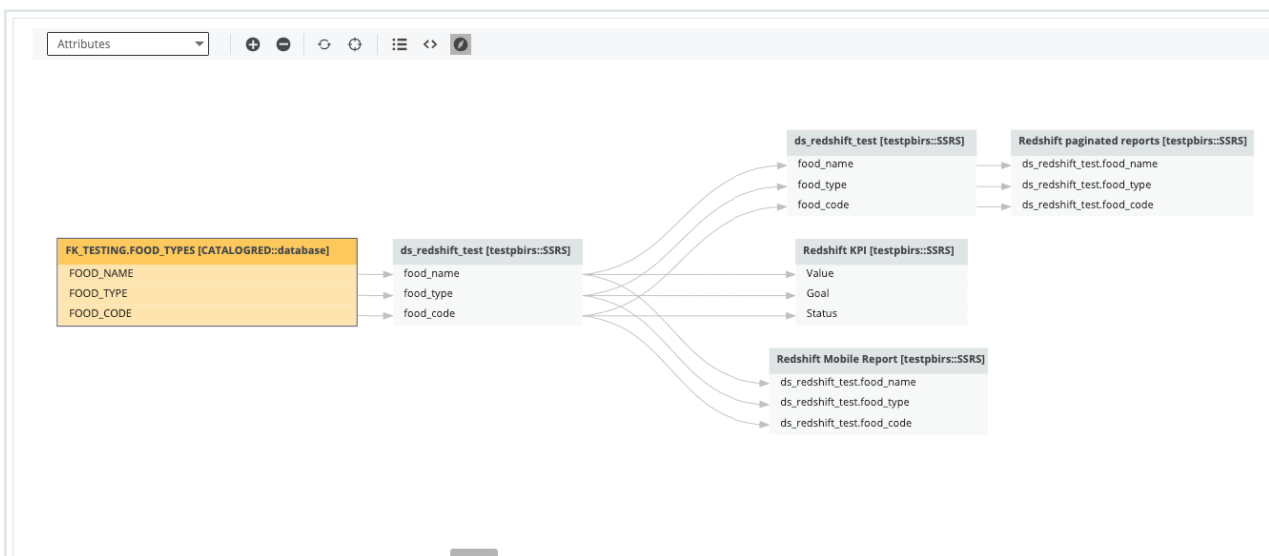 Attributes
ds_redshift_test [testpbirs::SSRS]
food_name
food_type
food_code
Redshift paginated reports [testpbirs::SSRS]
ds_redshift_test.food_name
ds_redshift_test.food_type
ds_redshift_test.food_code
FK_TESTING.FOOD_TYPES [CATALOGRED::database]
FOOD_NAME
FOOD_TYPE
FOOD_CODE
ds_redshift_test [testpbirs::SSRS]
food_name
food_type
food_code
Redshift KPI [testpbirs::SSRS]
Value
Goal
Status
Redshift Mobile Report [testpbirs::SSRS]
ds_redshift_test.food_name
ds_redshift_test.food_type
ds_redshift_test.food_code